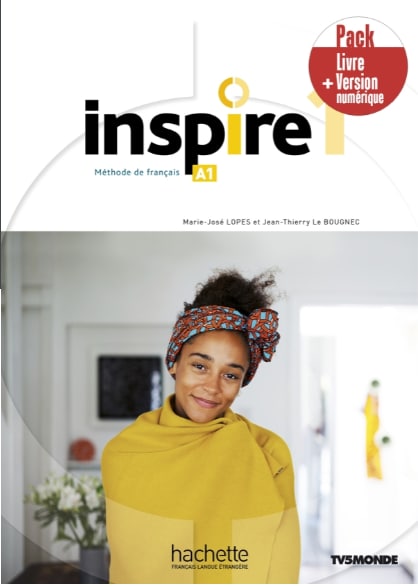 Pack
Livre
+ Version
numérique
inspire 1
Méthode de français A1
Marie-José LOPES et Jean-Thierry Le BOUGNEC
hachette
FRANÇAIS LANGUE ÉTRANGÈRE
TV5MONDE